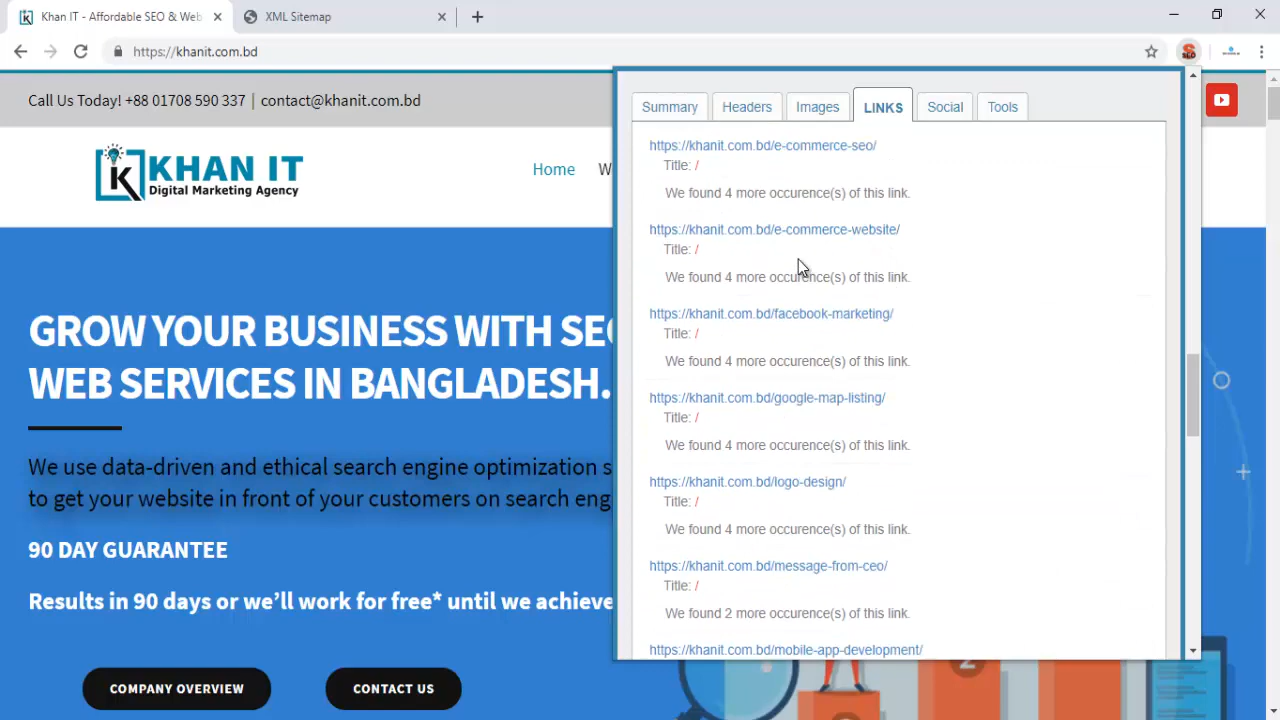 Khan IT - Affordable SEO & Web
XML Sitemap
https://khanit.com.bd
SEO
Call Us Today! +88 01708 590 337 | contact@khanit.com.bd
KHAN IT
Digital Marketing Agency
Home
W
GROW YOUR BUSINESS WITH SEO
WEB SERVICES IN BANGLADESH.
We use data-driven and ethical search engine optimization s
to get your website in front of your customers on search eng
90 DAY GUARANTEE
Results in 90 days or we’ll work for free* until we achieve
COMPANY OVERVIEW
CONTACT US
Summary
Headers
Images
LINKS
Social
Tools
https://khanit.com.bd/e-commerce-seo/
Title: /
We found 4 more occurence(s) of this link.
https://khanit.com.bd/e-commerce-website/
Title: /
We found 4 more occurence(s) of this link.
https://khanit.com.bd/facebook-marketing/
Title: /
We found 4 more occurence(s) of this link.
https://khanit.com.bd/google-map-listing/
Title: /
We found 4 more occurence(s) of this link.
https://khanit.com.bd/logo-design/
Title: /
We found 4 more occurence(s) of this link.
https://khanit.com.bd/message-from-ceo/
Title: /
We found 2 more occurence(s) of this link.
https://khanit.com.bd/mobile-app-development/
2